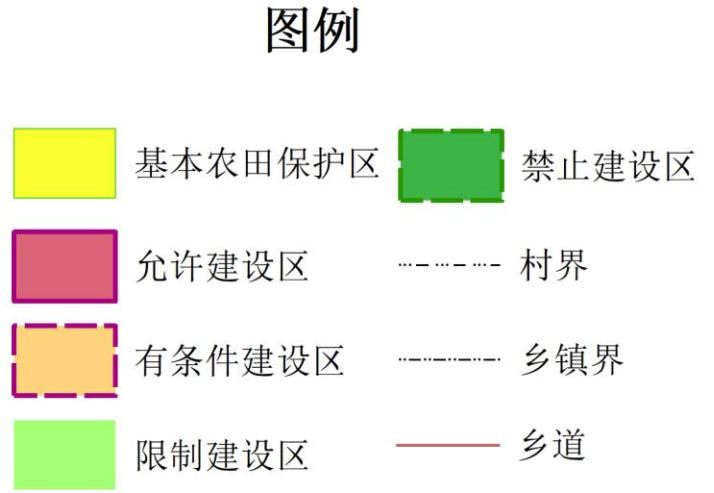 图例
基本农田保护区
禁止建设区
允许建设区
村界
有条件建设区
乡镇界
限制建设区
乡道